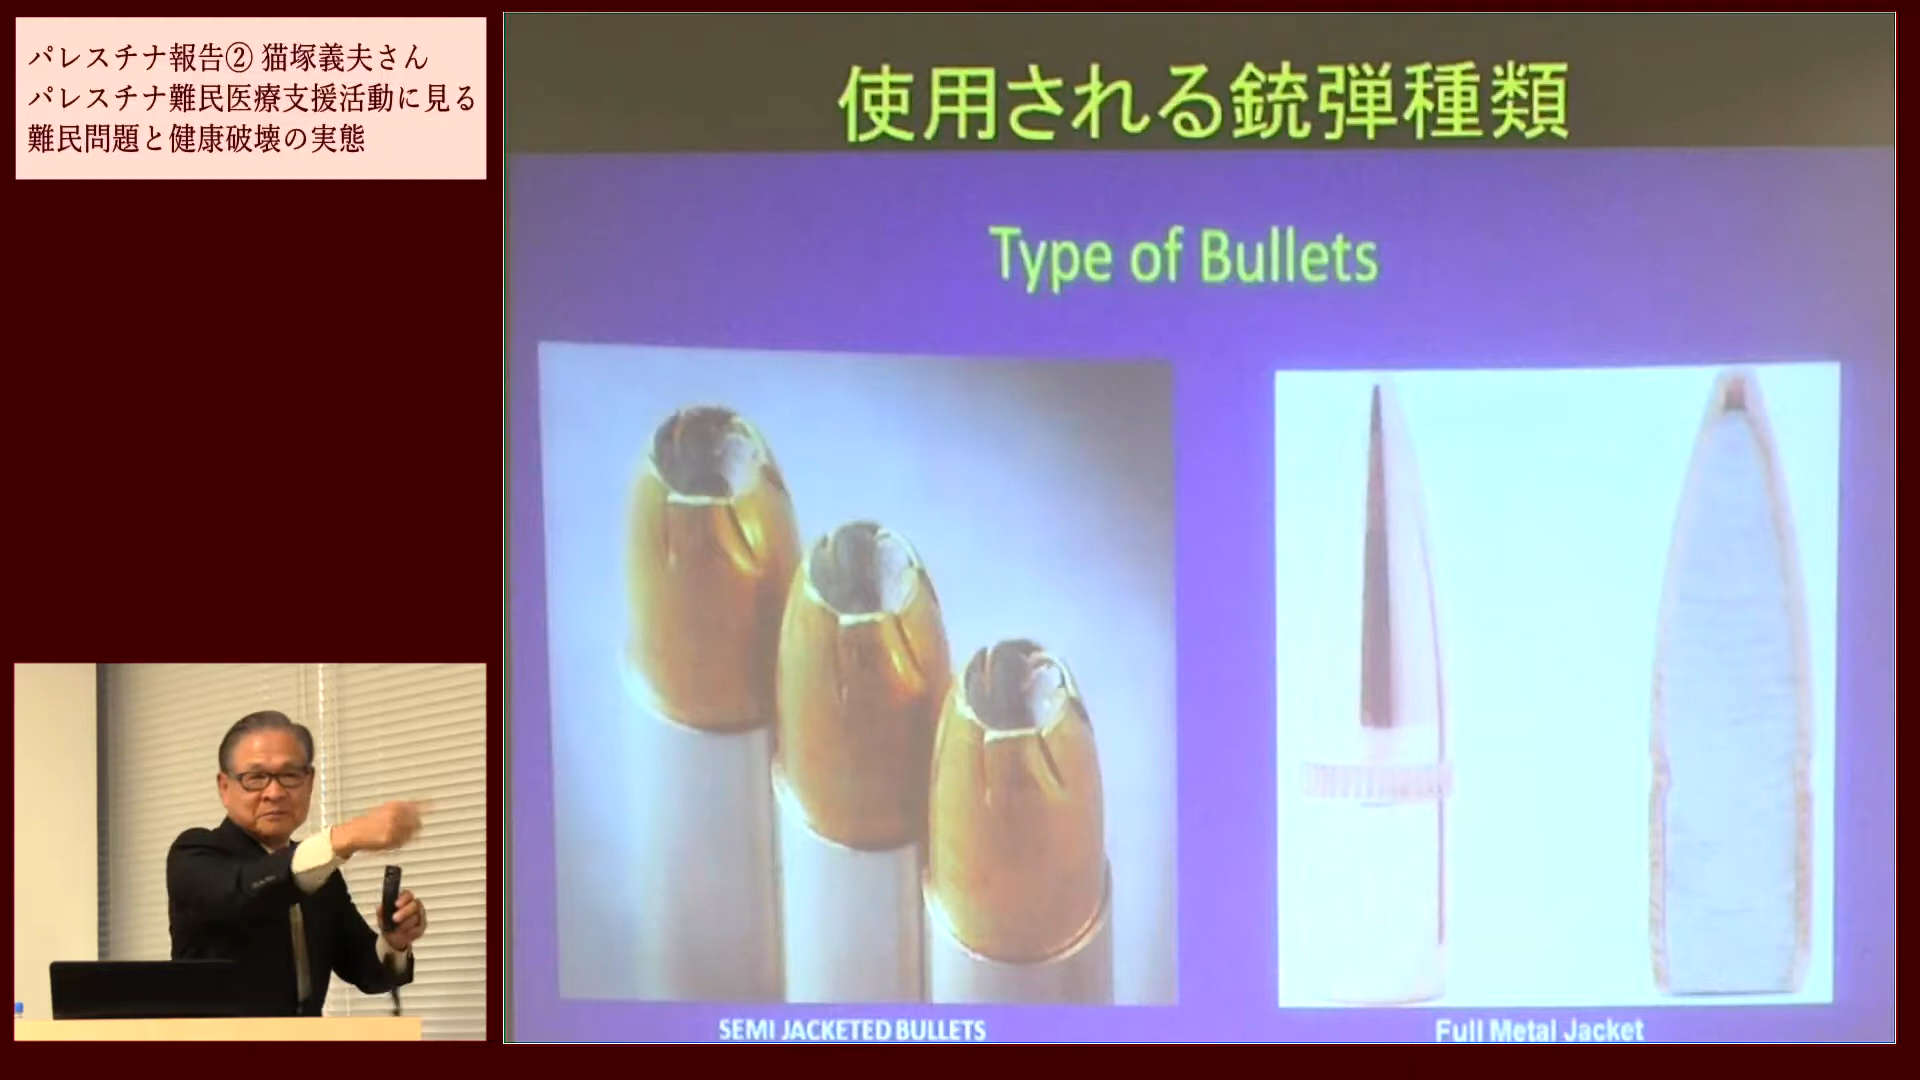 パレスチナ報告② 猫塚義夫さん
パレスチナ難民医療支援活動に見る
難民問題と健康破壊の実態
使用される銃弾種類
Type of Bullets
SEMI JACKETED BULLETS
Full Metal Jacket